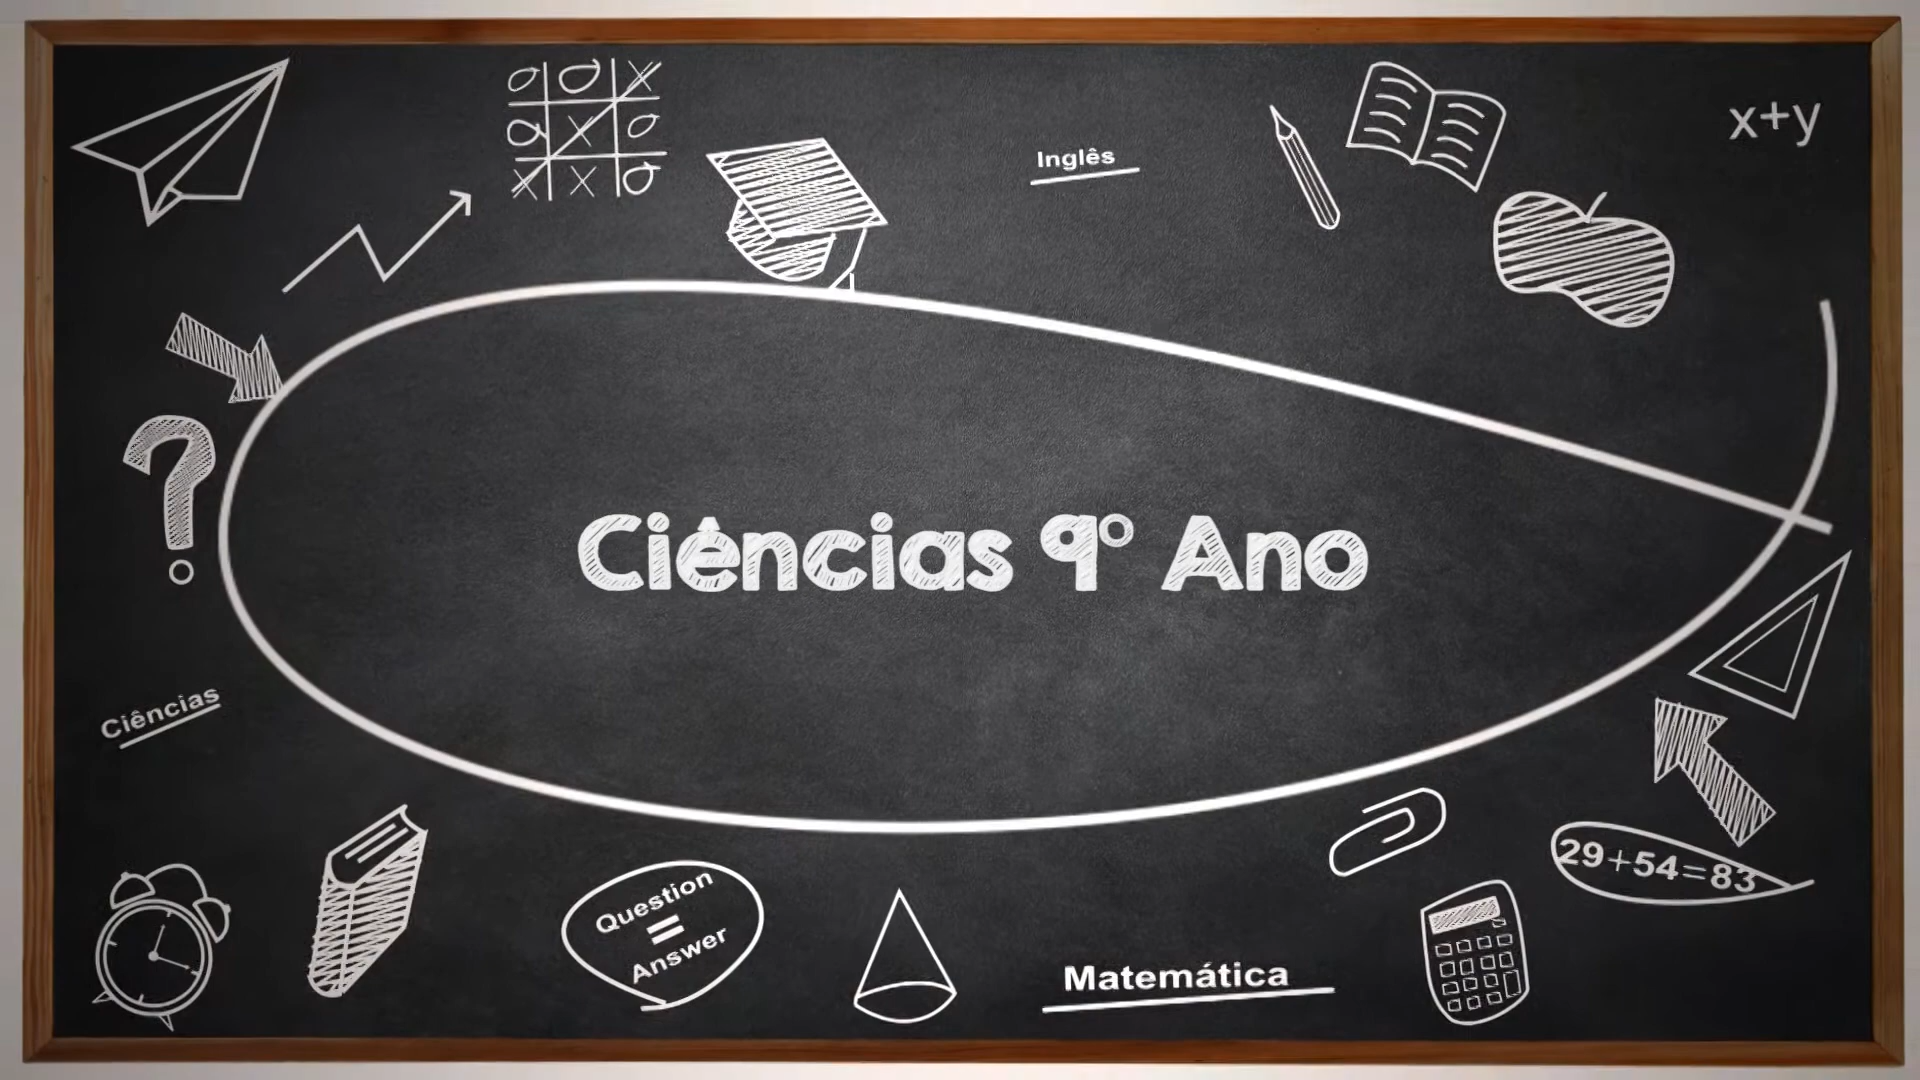 O O X
O X O
X X O
Inglês
x+y
Ciências 9º Ano
?
Ciências
Question
=
Answer
29+54=83
Matemática